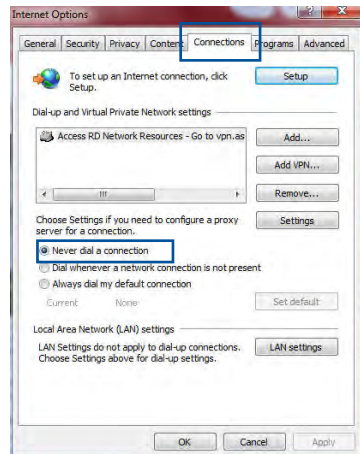 Internet Options
General Security Privacy Content Connections Programs Advanced
To set up an Internet connection, click Setup.
Setup
Dial-up and Virtual Private Network settings
Access RD Network Resources - Go to vpn.as
Add...
Add VPN...
Remove...
Choose Settings if you need to configure a proxy
server for a connection.
Settings
Never dial a connection
Dial whenever a network connection is not present
Always dial my default connection
Current None
Set default
Local Area Network (LAN) settings
LAN Settings do not apply to dial-up connections.
Choose Settings above for dial-up settings.
LAN settings
OK Cancel Apply